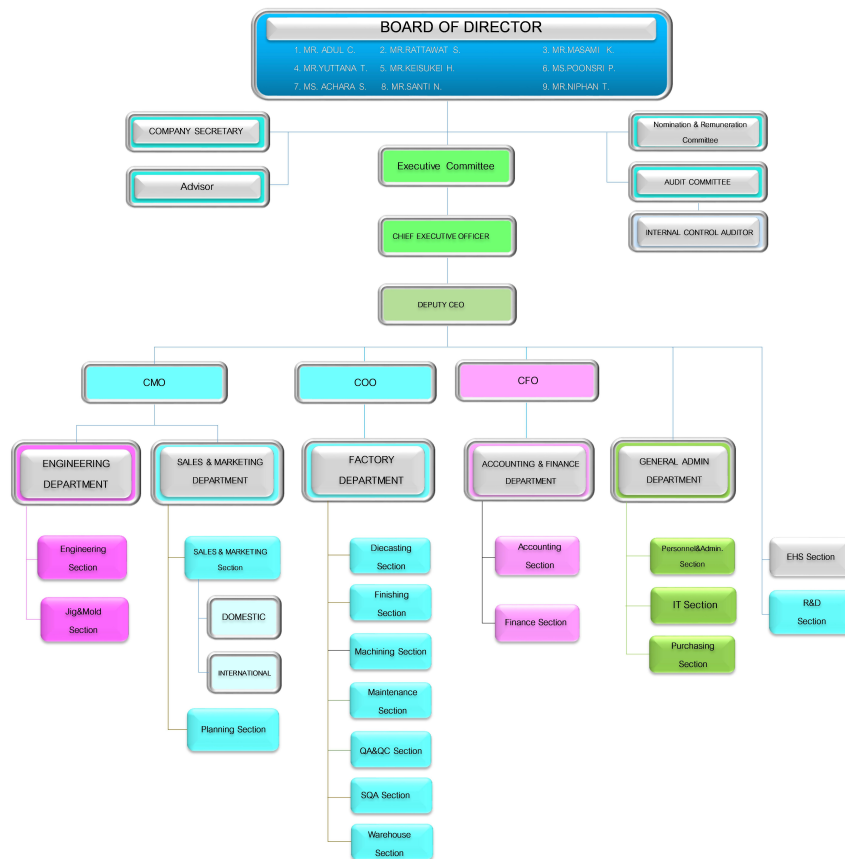 BOARD OF DIRECTOR
1. MR. ADUL C. 2. MR.RATTAWAT S. 3. MR.MASAMI K.
4. MR.YUTTANA T. 5. MR.KEISUKEI H. 6. MS.POONSRI P.
7. MS. ACHARA S. 8. MR.SANTI N. 9. MR.NIPHAN T.
COMPANY SECRETARY
Nomination & Remuneration
Committee
Executive Committee
Advisor
AUDIT COMMITTEE
CHIEF EXECUTIVE OFFICER
INTERNAL CONTROL AUDITOR
DEPUTY CEO
CMO
COO
CFO
ENGINEERING
DEPARTMENT
SALES & MARKETING
DEPARTMENT
FACTORY
DEPARTMENT
ACCOUNTING & FINANCE
DEPARTMENT
GENERAL ADMIN
DEPARTMENT
Engineering
Section
Jig&Mold
Section
SALES & MARKETING
Section
DOMESTIC
INTERNATIONAL
Planning Section
Diecasting
Section
Finishing
Section
Machining Section
Maintenance
Section
QA&QC Section
SQA Section
Warehouse
Section
Accounting
Section
Finance Section
Personnel&Admin.
Section
IT Section
Purchasing
Section
EHS Section
R&D
Section